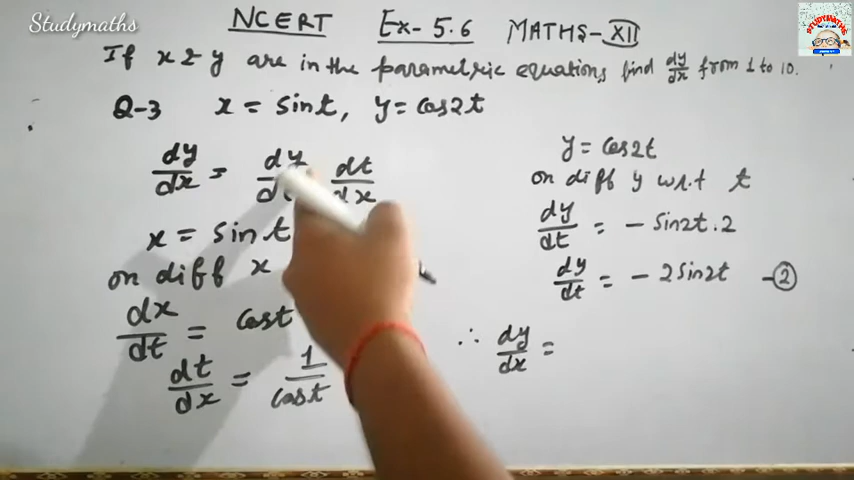 Studymaths
NCERT Ex- 5.6 MATHS-XII
STUDYMATHS
If x & y are in the parametric equations find dy/dx from 1 to 10.
Q-3 x = sint, y = cos2t
dy/dx = dy/dt dt/dx
x = sint
on diff x
dx/dt = cost
dt/dx = 1/cost
y = cos2t
on diff y w.r.t t
dy/dt = - sin2t.2
dy/dt = - 2sin2t -②
∴ dy/dx =